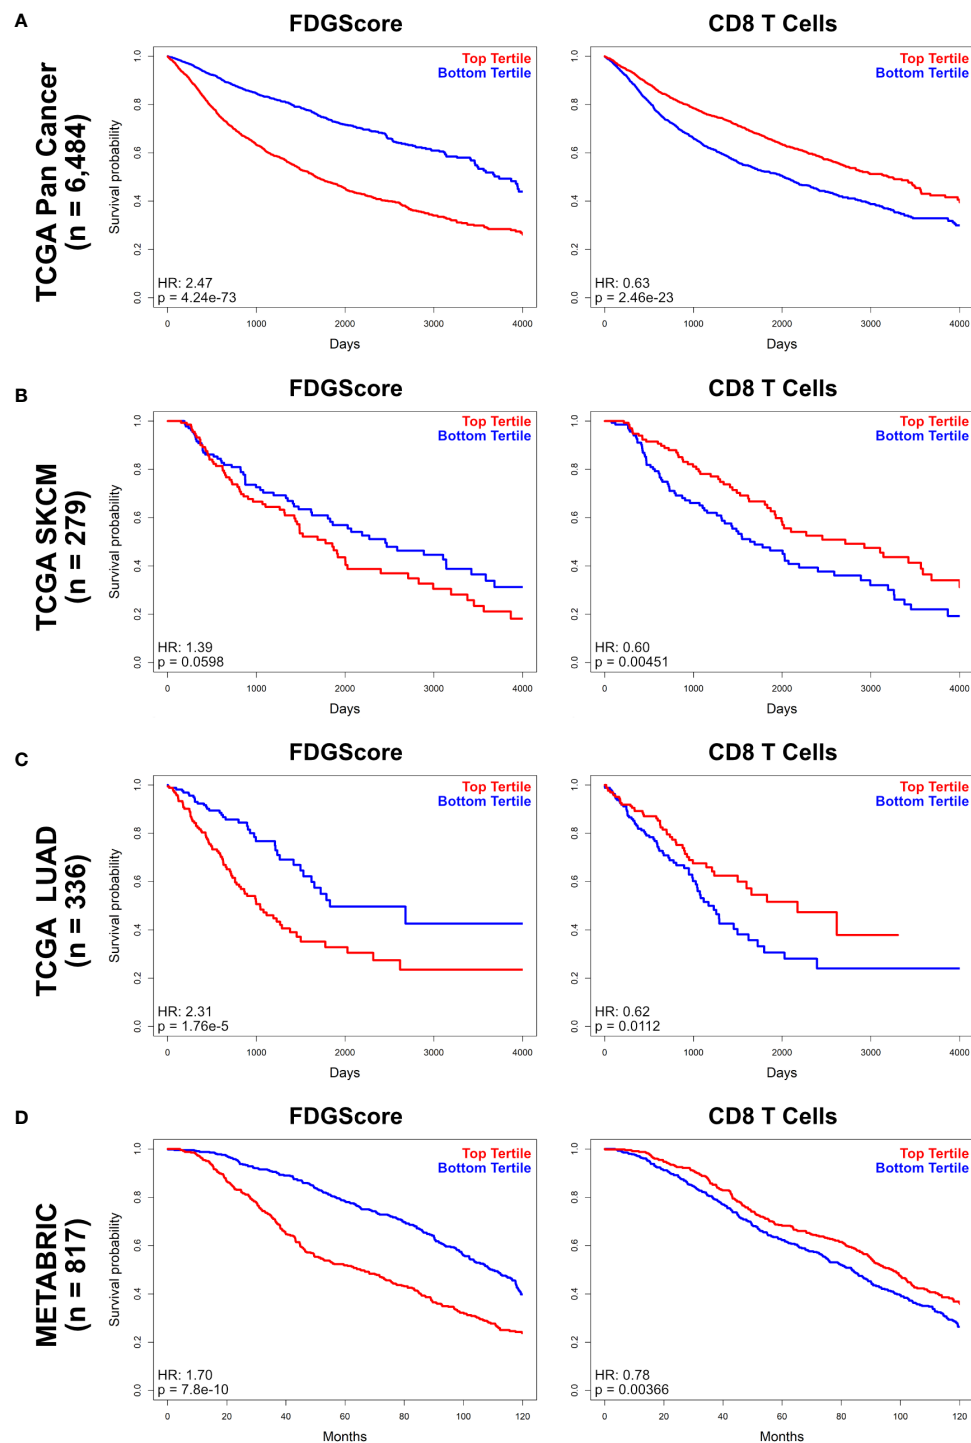 A
FDGScore
CD8 T Cells
TCGA Pan Cancer
(n = 6,484)
Survival probability
1.0
0.8
0.6
0.4
0.2
0.0
Top Tertile
Bottom Tertile
HR: 2.47
p = 4.24e-73
0 1000 2000 3000 4000
Days
1.0
0.8
0.6
0.4
0.2
0.0
Top Tertile
Bottom Tertile
HR: 0.63
p = 2.46e-23
0 1000 2000 3000 4000
Days
B
FDGScore
CD8 T Cells
TCGA SKCM
(n = 279)
Survival probability
1.0
0.8
0.6
0.4
0.2
0.0
Top Tertile
Bottom Tertile
HR: 1.39
p = 0.0598
0 1000 2000 3000 4000
Days
1.0
0.8
0.6
0.4
0.2
0.0
Top Tertile
Bottom Tertile
HR: 0.60
p = 0.00451
0 1000 2000 3000 4000
Days
C
FDGScore
CD8 T Cells
TCGA LUAD
(n = 336)
Survival probability
1.0
0.8
0.6
0.4
0.2
0.0
Top Tertile
Bottom Tertile
HR: 2.31
p = 1.76e-5
0 1000 2000 3000 4000
Days
1.0
0.8
0.6
0.4
0.2
0.0
Top Tertile
Bottom Tertile
HR: 0.62
p = 0.0112
0 1000 2000 3000 4000
Days
D
FDGScore
CD8 T Cells
METABRIC
(n = 817)
Survival probability
1.0
0.8
0.6
0.4
0.2
0.0
Top Tertile
Bottom Tertile
HR: 1.70
p = 7.8e-10
0 20 40 60 80 100 120
Months
1.0
0.8
0.6
0.4
0.2
0.0
Top Tertile
Bottom Tertile
HR: 0.78
p = 0.00366
0 20 40 60 80 100 120
Months